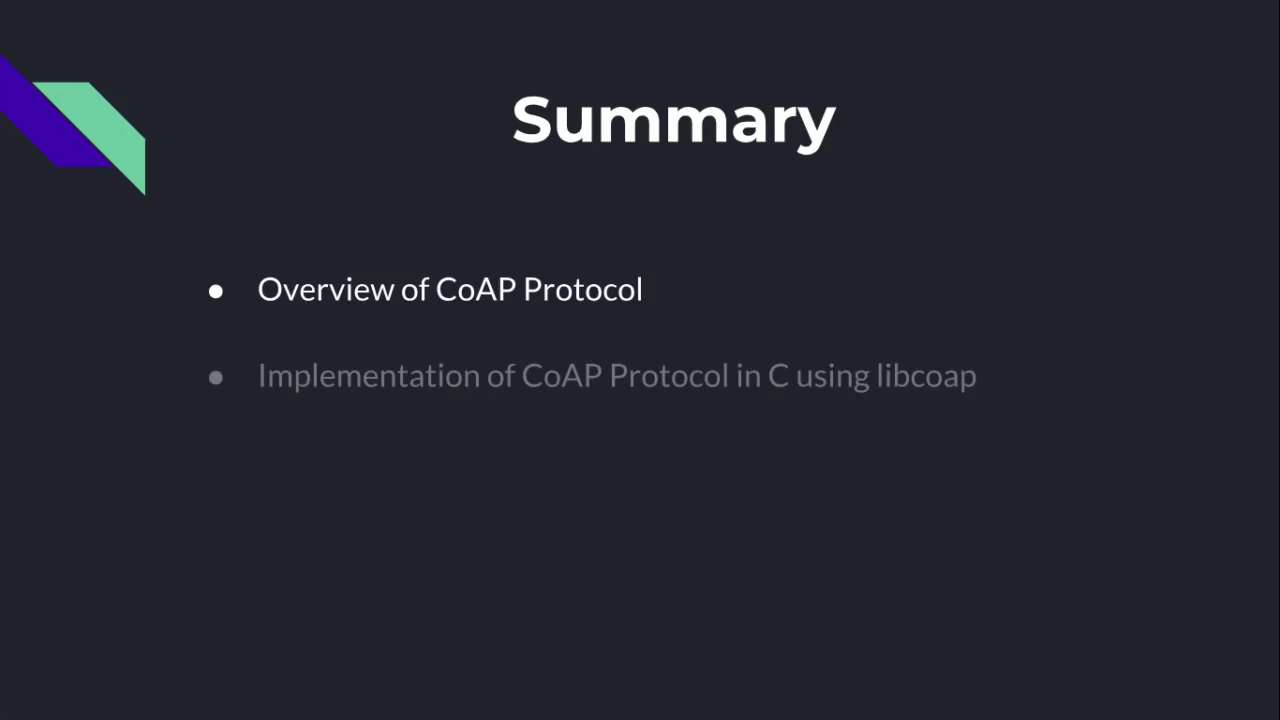 Summary
● Overview of CoAP Protocol
● Implementation of CoAP Protocol in C using libcoap